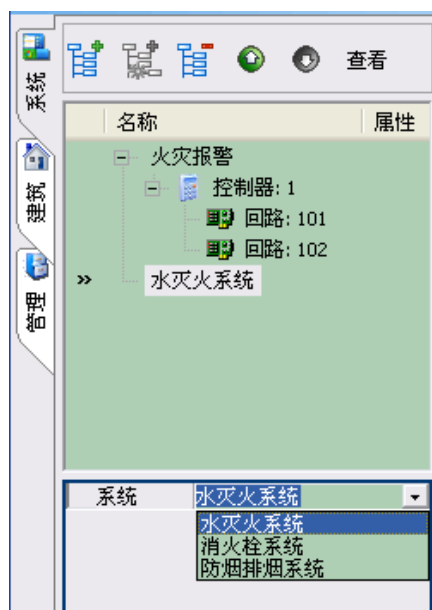 系统
建筑
管理
查看
名称 属性
火灾报警
控制器: 1
回路: 101
回路: 102
» 水灭火系统
系统 水灭火系统
水灭火系统
消火栓系统
防烟排烟系统